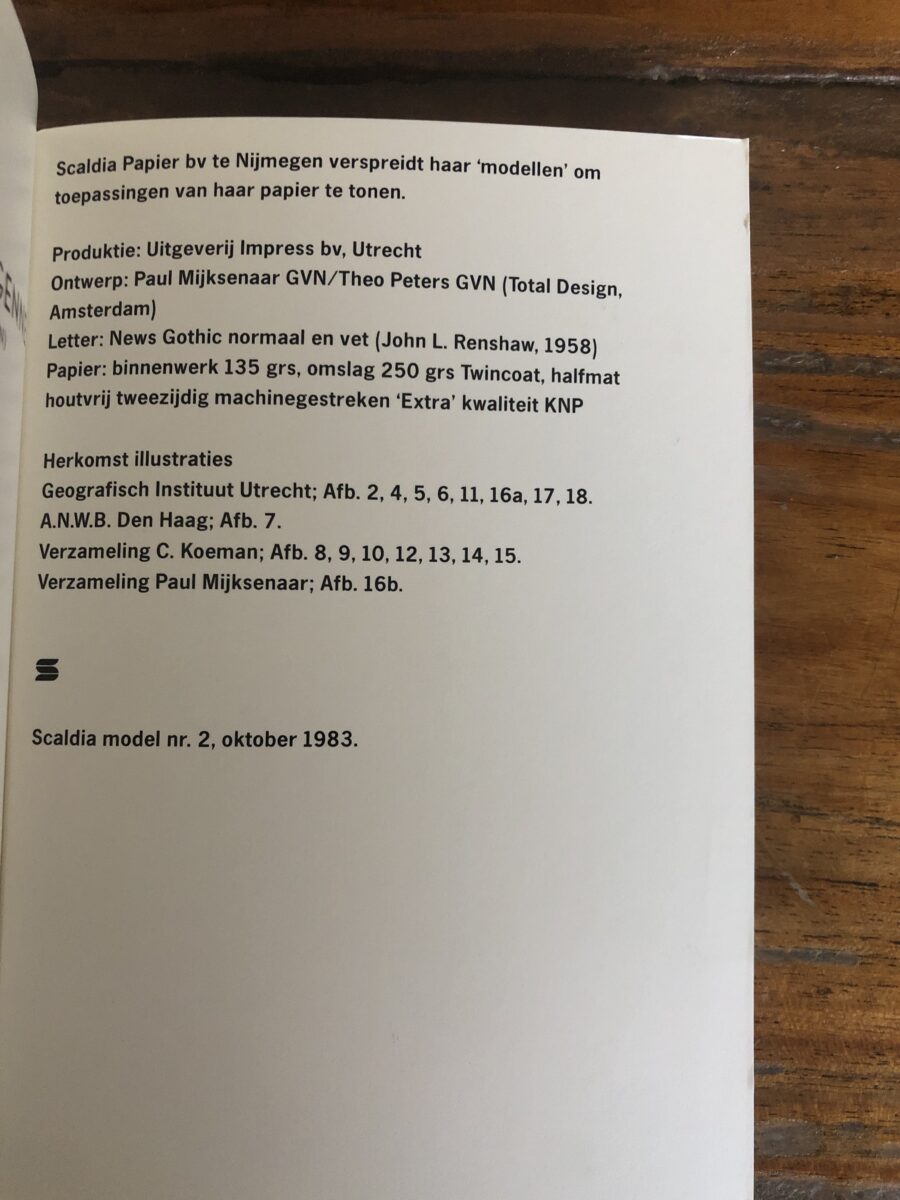 Scaldia Papier bv te Nijmegen verspreidt haar ‘modellen’ om
toepassingen van haar papier te tonen.
Produktie: Uitgeverij Impress bv, Utrecht
Ontwerp: Paul Mijksenaar GVN/Theo Peters GVN (Total Design,
Amsterdam)
Letter: News Gothic normaal en vet (John L. Renshaw, 1958)
Papier: binnenwerk 135 grs, omslag 250 grs Twincoat, halfmat
houtvrij tweezijdig machinegestreken ‘Extra’ kwaliteit KNP
Herkomst illustraties
Geografisch Instituut Utrecht; Afb. 2, 4, 5, 6, 11, 16a, 17, 18.
A.N.W.B. Den Haag; Afb. 7.
Verzameling C. Koeman; Afb. 8, 9, 10, 12, 13, 14, 15.
Verzameling Paul Mijksenaar; Afb. 16b.
Scaldia model nr. 2, oktober 1983.